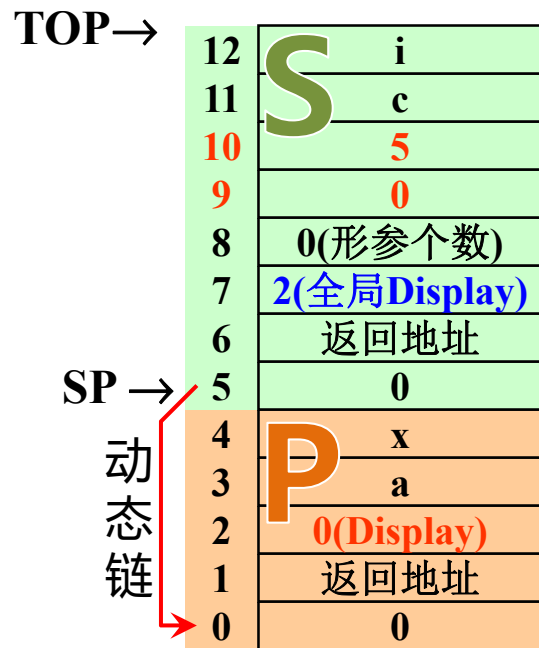 TOP→
12 i
S
11 c
10 5
9 0
8 0(形参个数)
7 2(全局Display)
6 返回地址
SP → 5 0
动态链
4 x
P
3 a
2 0(Display)
1 返回地址
0 0